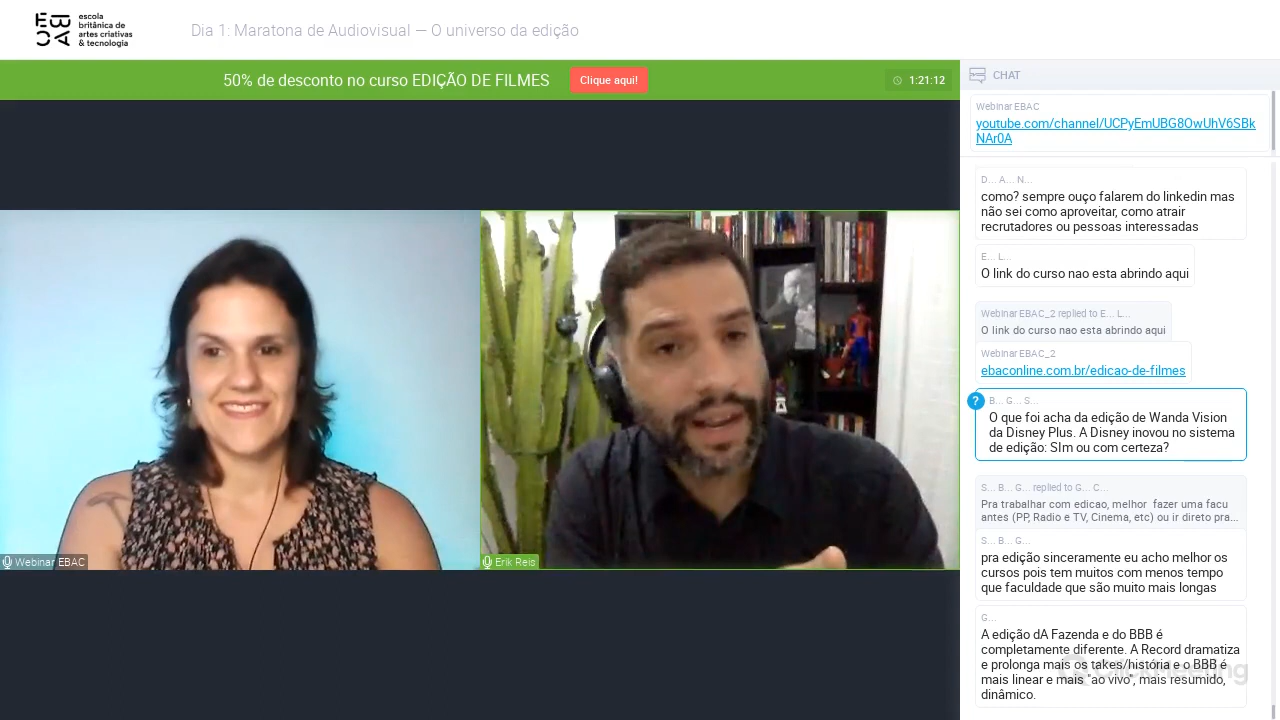 escola
britânica de
artes criativas
& tecnologia
EBAC
Dia 1: Maratona de Audiovisual — O universo da edição
50% de desconto no curso EDIÇÃO DE FILMES
Clique aqui!
1:21:12
Webinar EBAC
Erik Reis
CHAT
Webinar EBAC
youtube.com/channel/UCPyEmUBG8OwUhV6SBk
NAr0A
D... A... N...
como? sempre ouço falarem do linkedin mas
não sei como aproveitar, como atrair
recrutadores ou pessoas interessadas
E... L...
O link do curso nao esta abrindo aqui
Webinar EBAC_2 replied to E... L...
O link do curso nao esta abrindo aqui
Webinar EBAC_2
ebaconline.com.br/edicao-de-filmes
?
B... G... S...
O que foi acha da edição de Wanda Vision
da Disney Plus. A Disney inovou no sistema
de edição: SIm ou com certeza?
S... B... G... replied to G... C...
Pra trabalhar com edicao, melhor  fazer uma facu
antes (PP, Radio e TV, Cinema, etc) ou ir direto pra...
S... B... G...
pra edição sinceramente eu acho melhor os
cursos pois tem muitos com menos tempo
que faculdade que são muito mais longas
G...
A edição dA Fazenda e do BBB é
completamente diferente. A Record dramatiza
e prolonga mais os takes/história e o BBB é
mais linear e mais "ao vivo", mais resumido,
dinâmico.